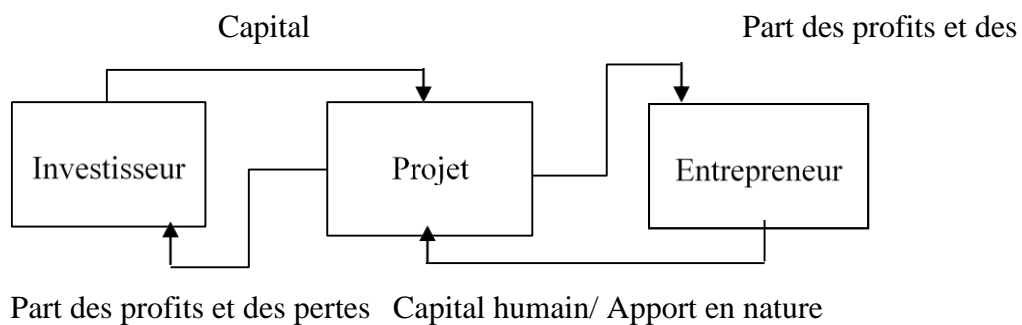 Capital Part des profits et des
Investisseur Projet Entrepreneur
Part des profits et des pertes Capital humain/ Apport en nature